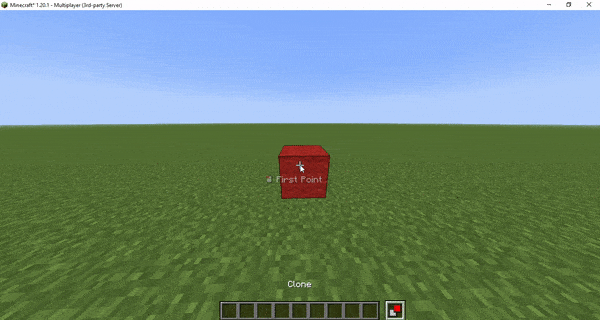 Minecraft* 1.20.1 - Multiplayer (3rd-party Server)
# First Point
Clone